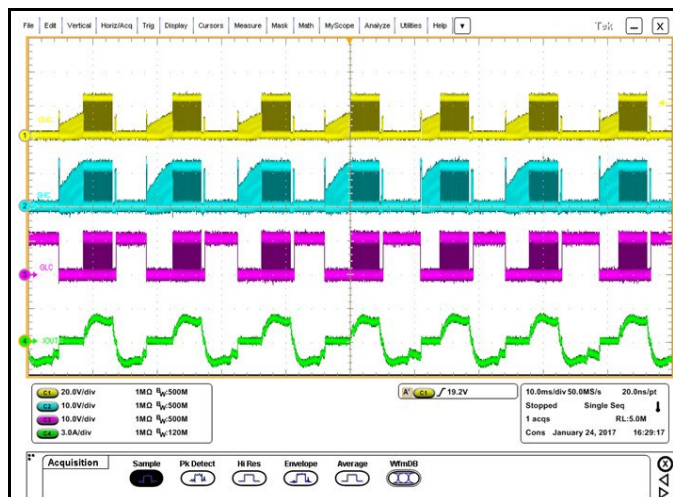 File Edit Vertical Horiz/Acq Trig Display Cursors Measure Mask Math MyScope Analyze Utilities Help Tek X
1
GHC
2
GLC
3
IOUT
4
C1 20.0V/div 1MΩ BW:500M
C2 10.0V/div 1MΩ BW:500M
C3 10.0V/div 1MΩ BW:500M
C4 3.0A/div 1MΩ BW:120M
A' C1 19.2V
10.0ms/div 50.0MS/s 20.0ns/pt
Stopped Single Seq
1 acqs RL:5.0M
Cons January 24, 2017 16:29:17
Acquisition
Sample Pk Detect Hi Res Envelope Average WfmDB
X